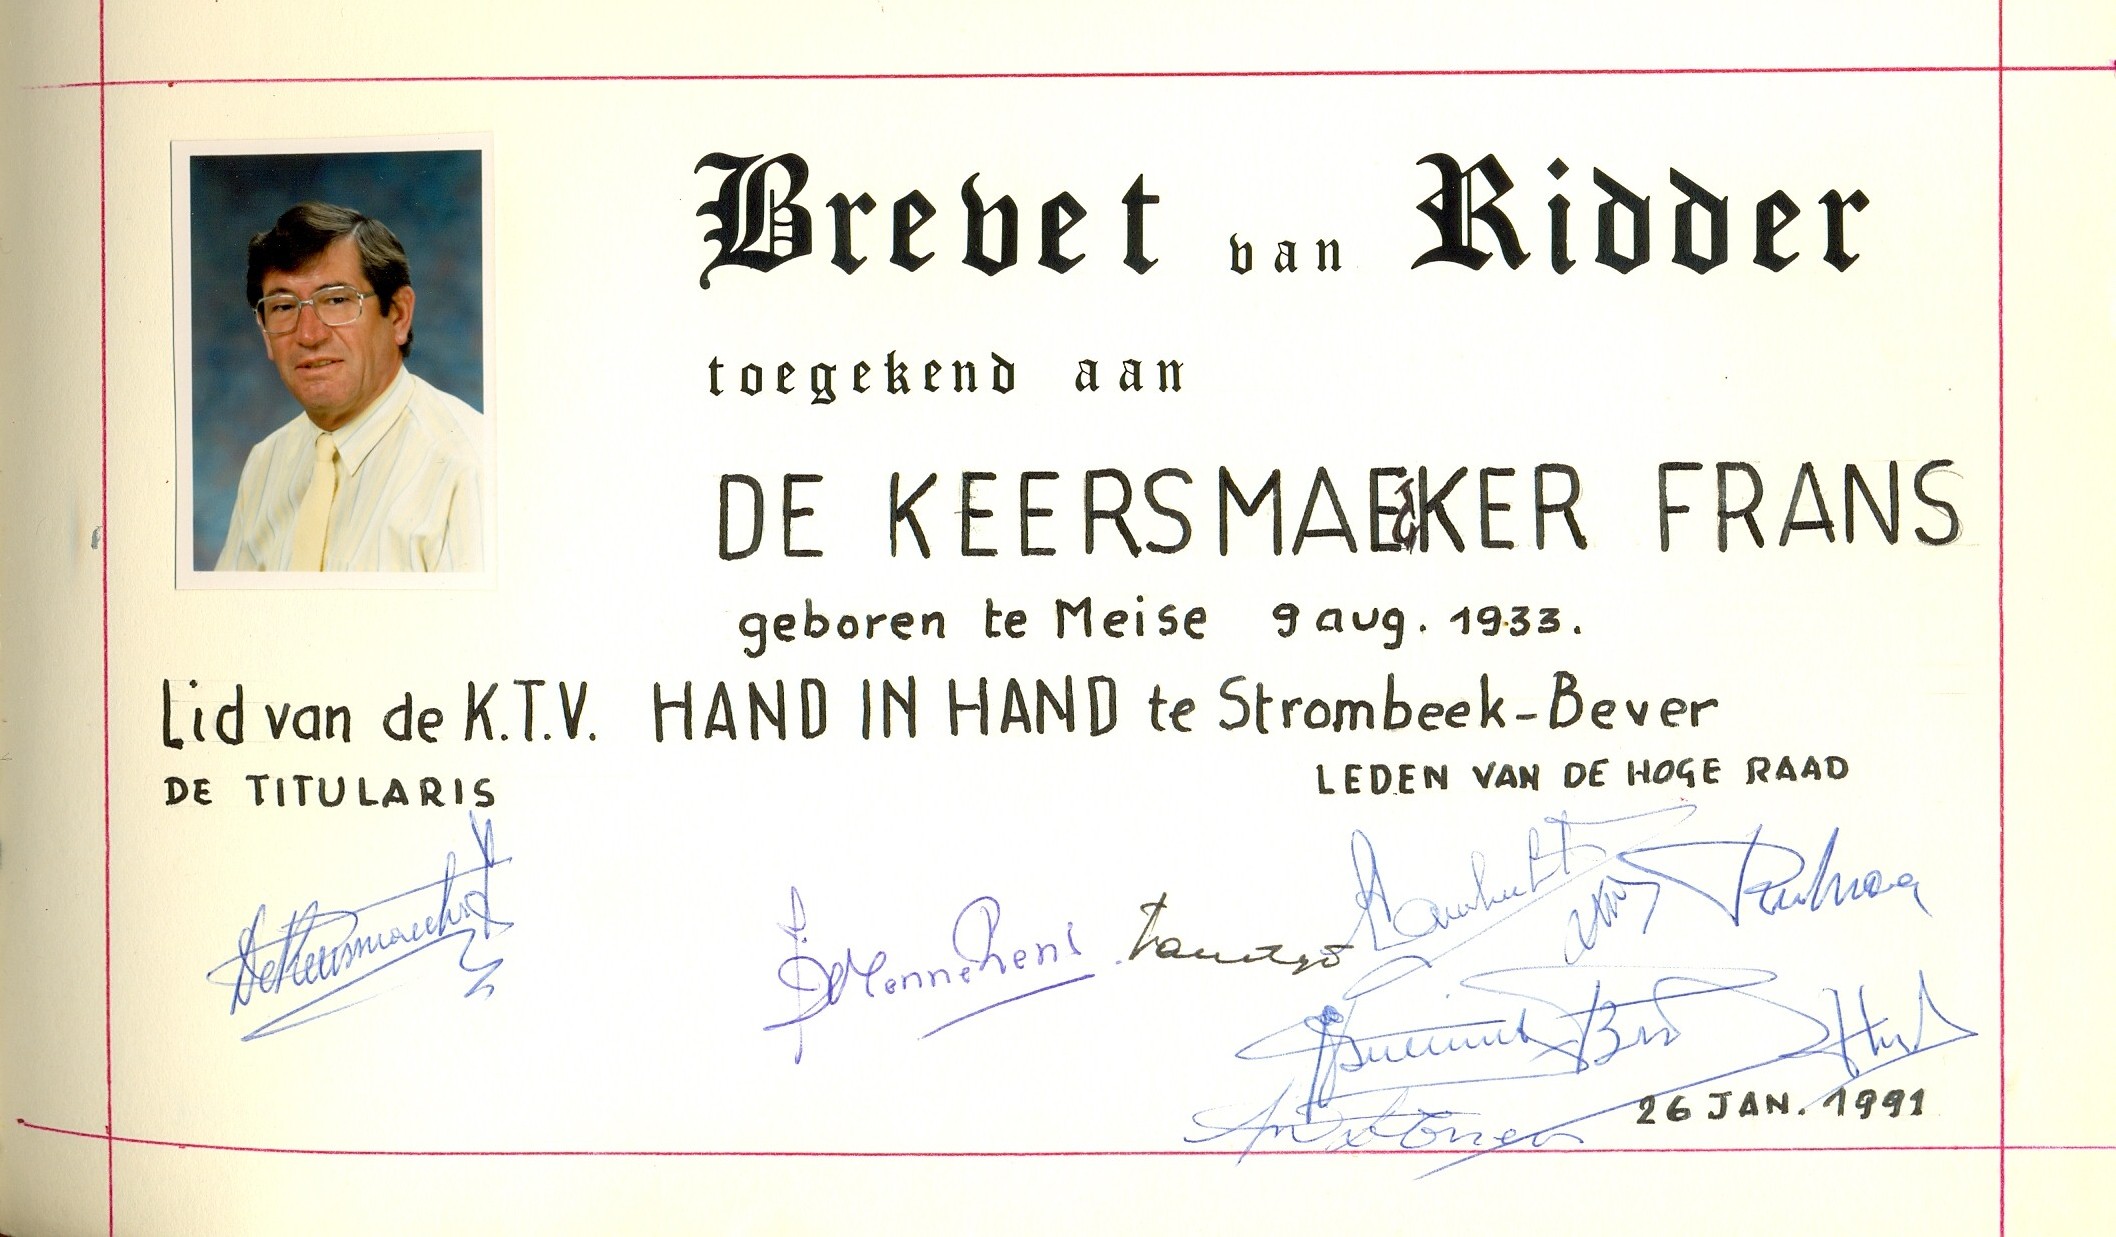 Brevet van Ridder
toegekend aan
DE KEERSMAEKER FRANS
geboren te Meise 9 aug. 1933.
Lid van de K.T.V. HAND IN HAND te Strombeek-Bever
DE TITULARIS
LEDEN VAN DE HOGE RAAD
26 JAN. 1991